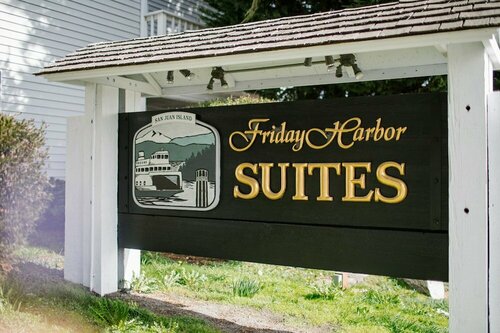 SAN JUAN ISLAND
Friday Harbor
SUITES